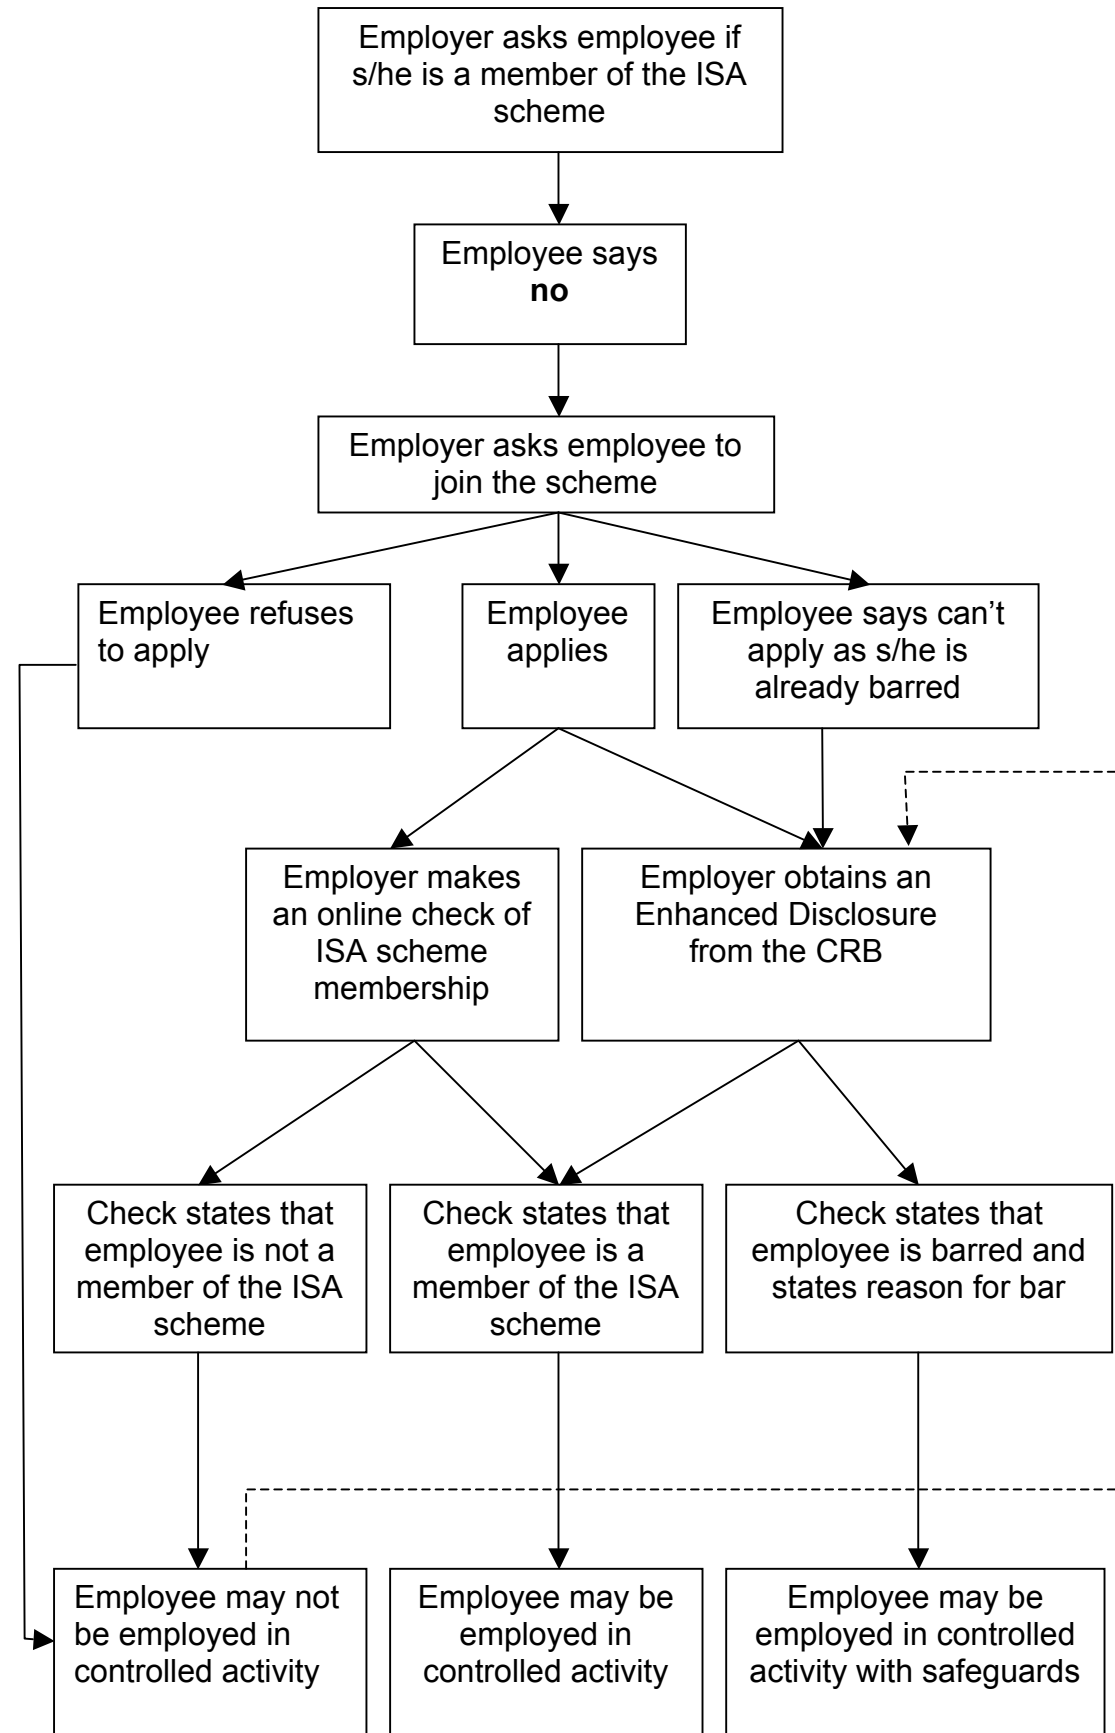 Employer asks employee if
s/he is a member of the ISA
scheme
Employee says
no
Employer asks employee to
join the scheme
Employee refuses
to apply
Employee
applies
Employee says can't
apply as s/he is
already barred
Employer makes
an online check of
ISA scheme
membership
Employer obtains an
Enhanced Disclosure
from the CRB
Check states that
employee is not a
member of the ISA
scheme
Check states that
employee is a
member of the ISA
scheme
Check states that
employee is barred and
states reason for bar
Employee may not
be employed in
controlled activity
Employee may be
employed in
controlled activity
Employee may be
employed in controlled
activity with safeguards